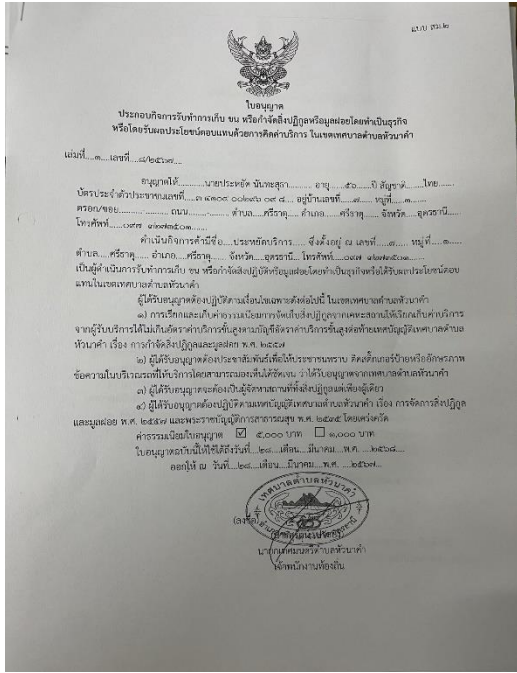 แบบ สม.๒
ใบอนุญาต
ประกอบกิจการรับทำการเก็บ ขน หรือกำจัดสิ่งปฏิกูลหรือมูลฝอยโดยทำเป็นธุรกิจ
หรือโดยรับผลประโยชน์ตอบแทนด้วยการคิดค่าบริการ ในเขตเทศบาลตำบลหัวนาคำ
เล่มที่....๓....เลขที่....๘/๒๕๖๗....
อนุญาตให้..........นายประหยัด นันทะสุธา.......... อายุ......๕๖......ปี สัญชาติ.......ไทย.......
บัตรประจำตัวประชาชนเลขที่....๓ ๔๑๙๐ ๐๐๒๙๖ ๐๙ ๔.... อยู่บ้านเลขที่......๗......หมู่ที่.....๓.....
ตรอก/ซอย.........-......... ถนน.........-......... ตำบล....ศรีธาตุ.... อำเภอ.....ศรีธาตุ...... จังหวัด....อุดรธานี....
โทรศัพท์
ดำเนินกิจการค้ามีชื่อ....ประหยัดบริการ..... ซึ่งตั้งอยู่ ณ เลขที่......๗...... หมู่ที่......๓......
ตำบล.....ศรีธาตุ..... อำเภอ....ศรีธาตุ..... จังหวัด....อุดรธานี.... โทรศัพท์
เป็นผู้ดำเนินการรับทำการเก็บ ขน หรือกำจัดสิ่งปฏิบัติหรือมูลฝอยโดยทำเป็นธุรกิจหรือได้รับผลประโยชน์ตอบ
แทนในเขตเทศบาลตำบลหัวนาคำ
ผู้ได้รับอนุญาตต้องปฏิบัติตามเงื่อนไขเฉพาะดังต่อไปนี้ ในเขตเทศบาลตำบลหัวนาคำ
๑) การเรียกและเก็บค่าธรรมเนียมการจัดเก็บสิ่งปฏิกูลจากเคหะสถานให้เรียกเก็บค่าบริการ
จากผู้รับบริการได้ไม่เกินอัตราค่าบริการขั้นสูงตามบัญชีอัตราค่าบริการขั้นสูงต่อท้ายเทศบัญญัติเทศบาลตำบล
หัวนาคำ เรื่อง การกำจัดสิ่งปฏิกูลและมูลฝอย พ.ศ. ๒๕๕๗
๒) ผู้ได้รับอนุญาตต้องประชาสัมพันธ์เพื่อให้ประชาชนทราบ ติดสติ๊กเกอร์ป้ายหรืออักษรภาพ
ข้อความในบริเวณรถที่ให้บริการโดยสามารถมองเห็นได้ชัดเจน ว่าได้รับอนุญาตจากเทศบาลตำบลหัวนาคำ
๓) ผู้ได้รับอนุญาตจะต้องเป็นผู้จัดหาสถานที่ทิ้งสิ่งปฏิกูลแต่เพียงผู้เดียว
๔) ผู้ได้รับอนุญาตต้องปฏิบัติตามเทศบัญญัติเทศบาลตำบลหัวนาคำ เรื่อง การจัดการสิ่งปฏิกูล
และมูลฝอย พ.ศ. ๒๕๕๗ และพระราชบัญญัติการสาธารณสุข พ.ศ. ๒๕๓๕ โดยเคร่งครัด
ค่าธรรมเนียมใบอนุญาต ☑ ๕,๐๐๐ บาท ☐ ๑,๐๐๐ บาท
ใบอนุญาตฉบับนี้ให้ใช้ได้ถึงวันที่....๒๘....เดือน....มีนาคม....พ.ศ. ....๒๕๖๘....
ออกให้ ณ วันที่....๒๘....เดือน....มีนาคม....พ.ศ. ....๒๕๖๗....
เทศบาลตำบลหัวนาคำ
(ลงชื่อ)
นายกเทศมนตรีตำบลหัวนาคำ
เจ้าพนักงานท้องถิ่น